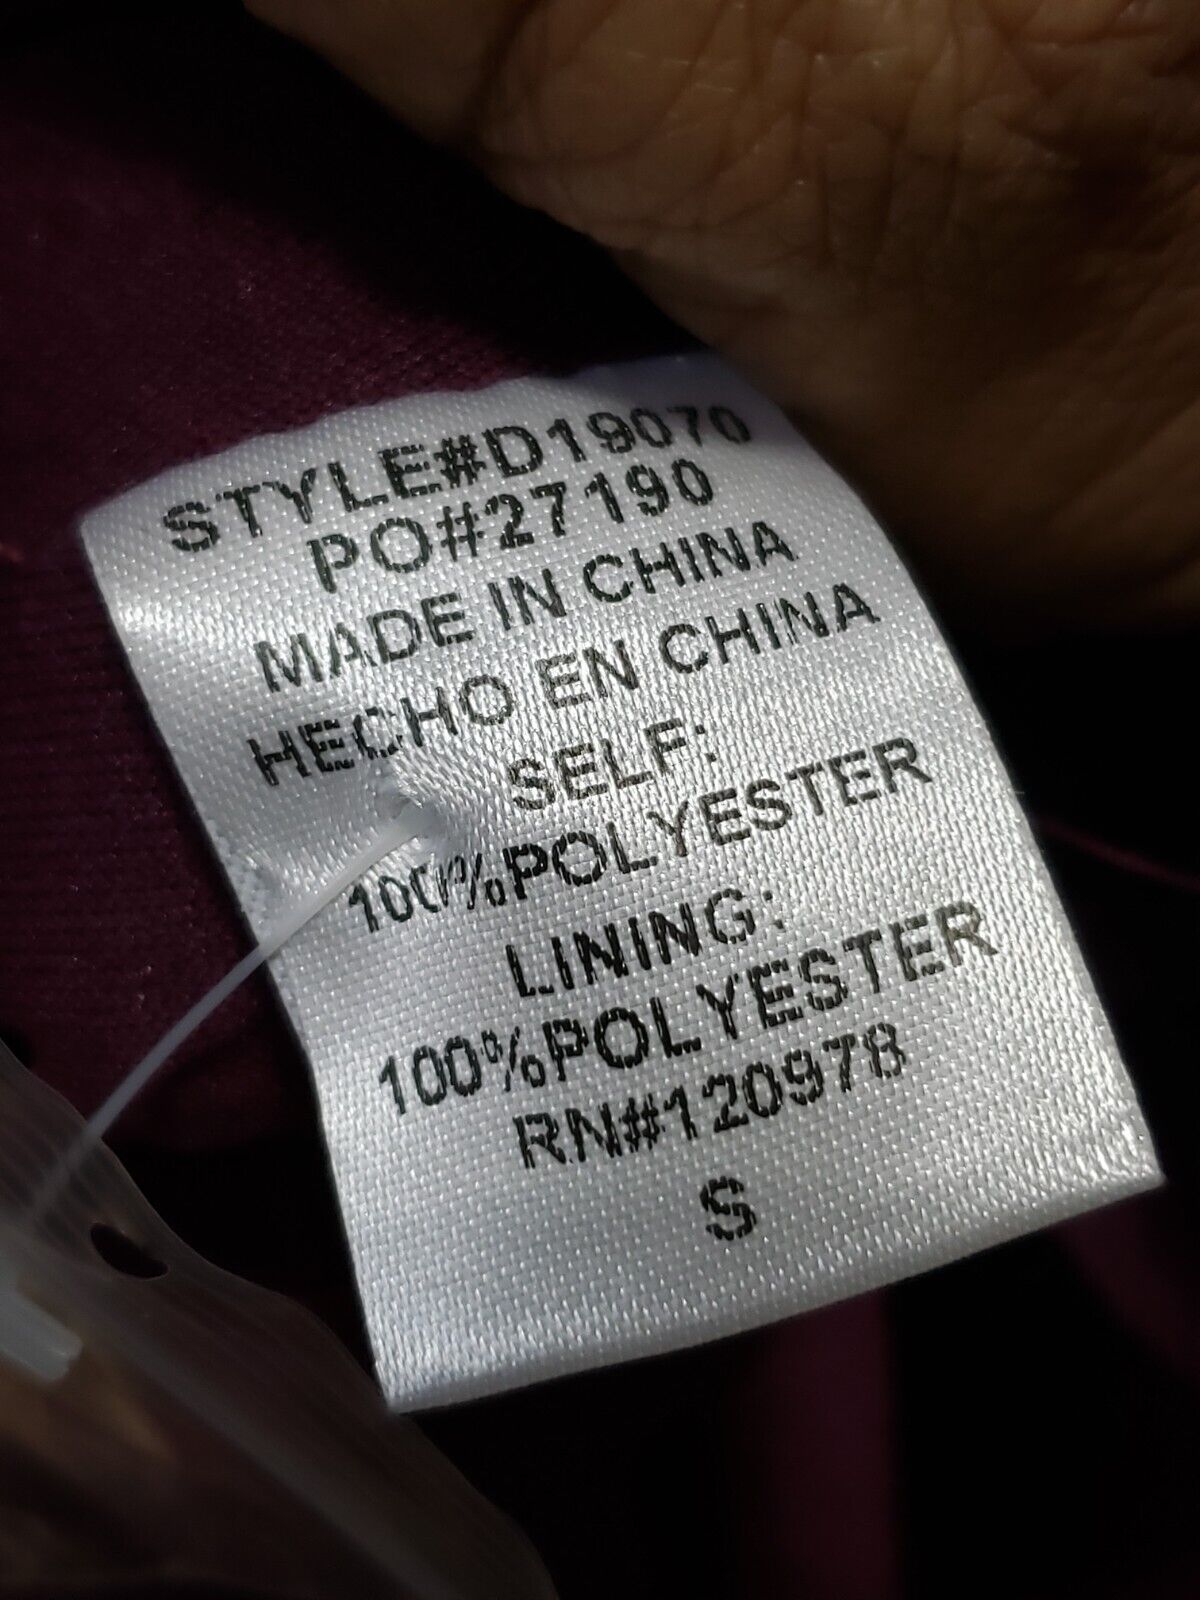 STYLE#D19070
PO#27190
MADE IN CHINA
HECHO EN CHINA
SELF:
100%POLYESTER
LINING:
100%POLYESTER
RN#120978
S